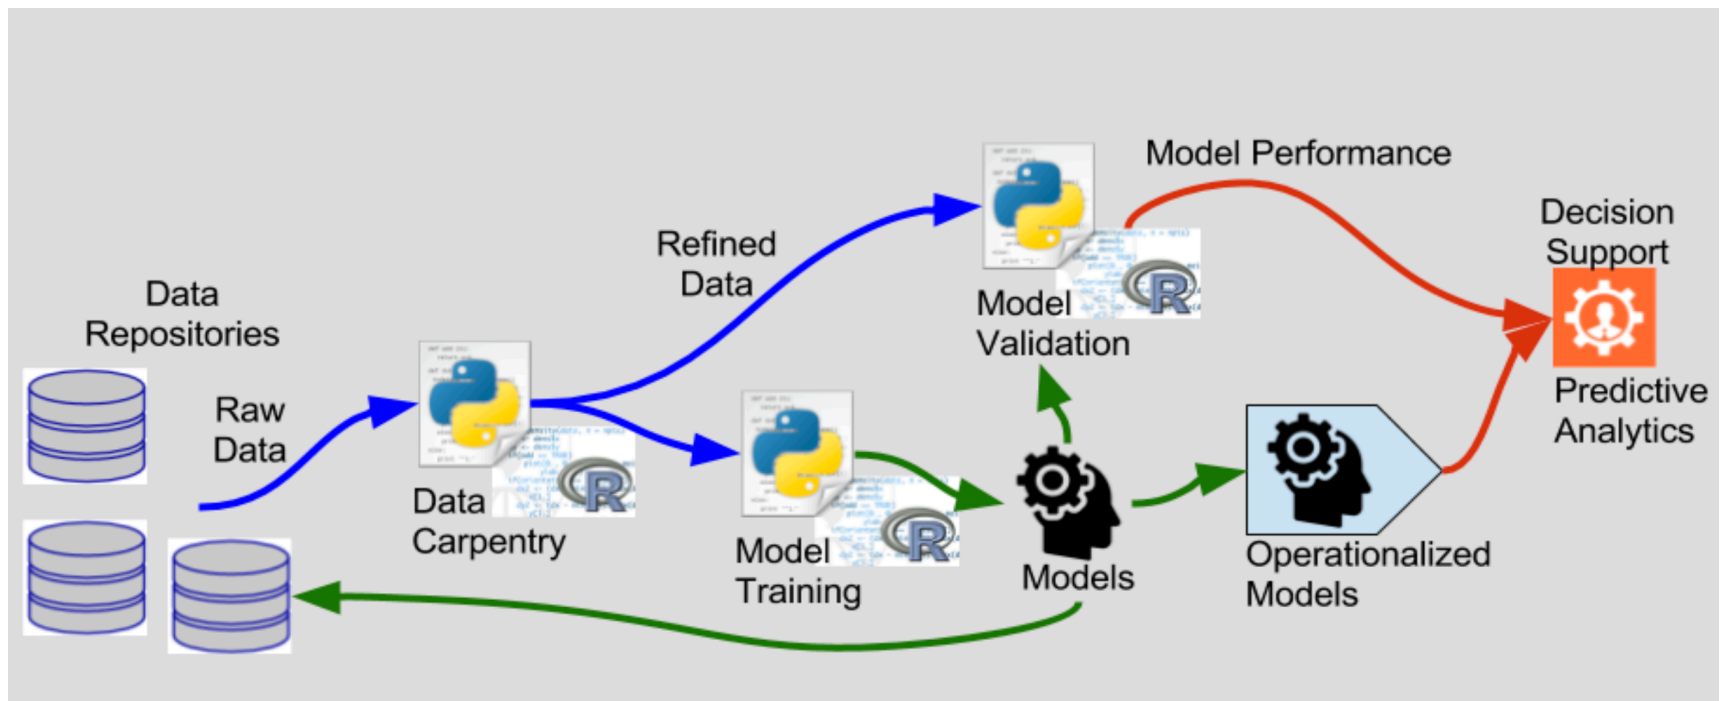 Data
Repositories
Raw
Data
Data
Carpentry
Refined
Data
Model
Training
Model
Validation
Models
Model Performance
Operationalized
Models
Decision
Support
Predictive
Analytics
R
R
R